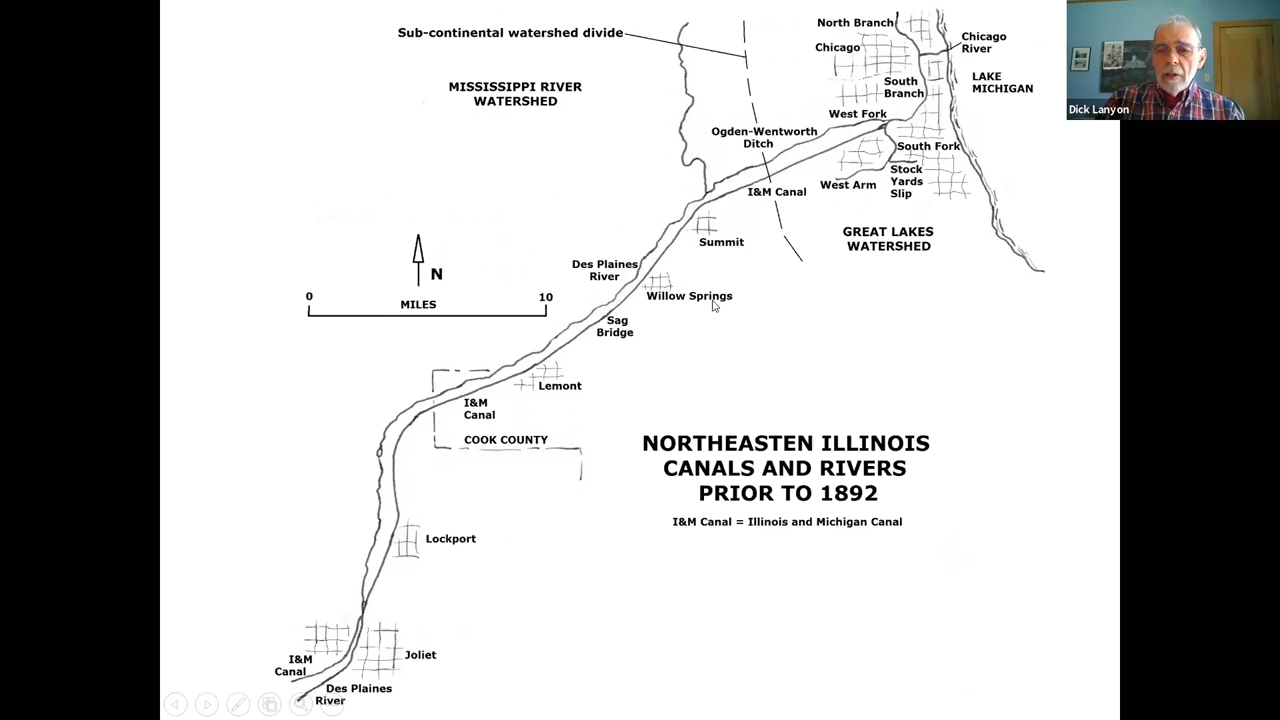 Sub-continental watershed divide
MISSISSIPPI RIVER
WATERSHED
North Branch
Chicago
River
Chicago
LAKE
MICHIGAN
South
Branch
West Fork
Ogden-Wentworth
Ditch
South Fork
Stock
Yards
Slip
West Arm
I&M Canal
GREAT LAKES
WATERSHED
Summit
Des Plaines
River
N
0
10
MILES
Willow Springs
Sag
Bridge
Lemont
I&M
Canal
COOK COUNTY
NORTHEASTEN ILLINOIS
CANALS AND RIVERS
PRIOR TO 1892
I&M Canal = Illinois and Michigan Canal
Lockport
Joliet
I&M
Canal
Des Plaines
River
Dick Lanyon